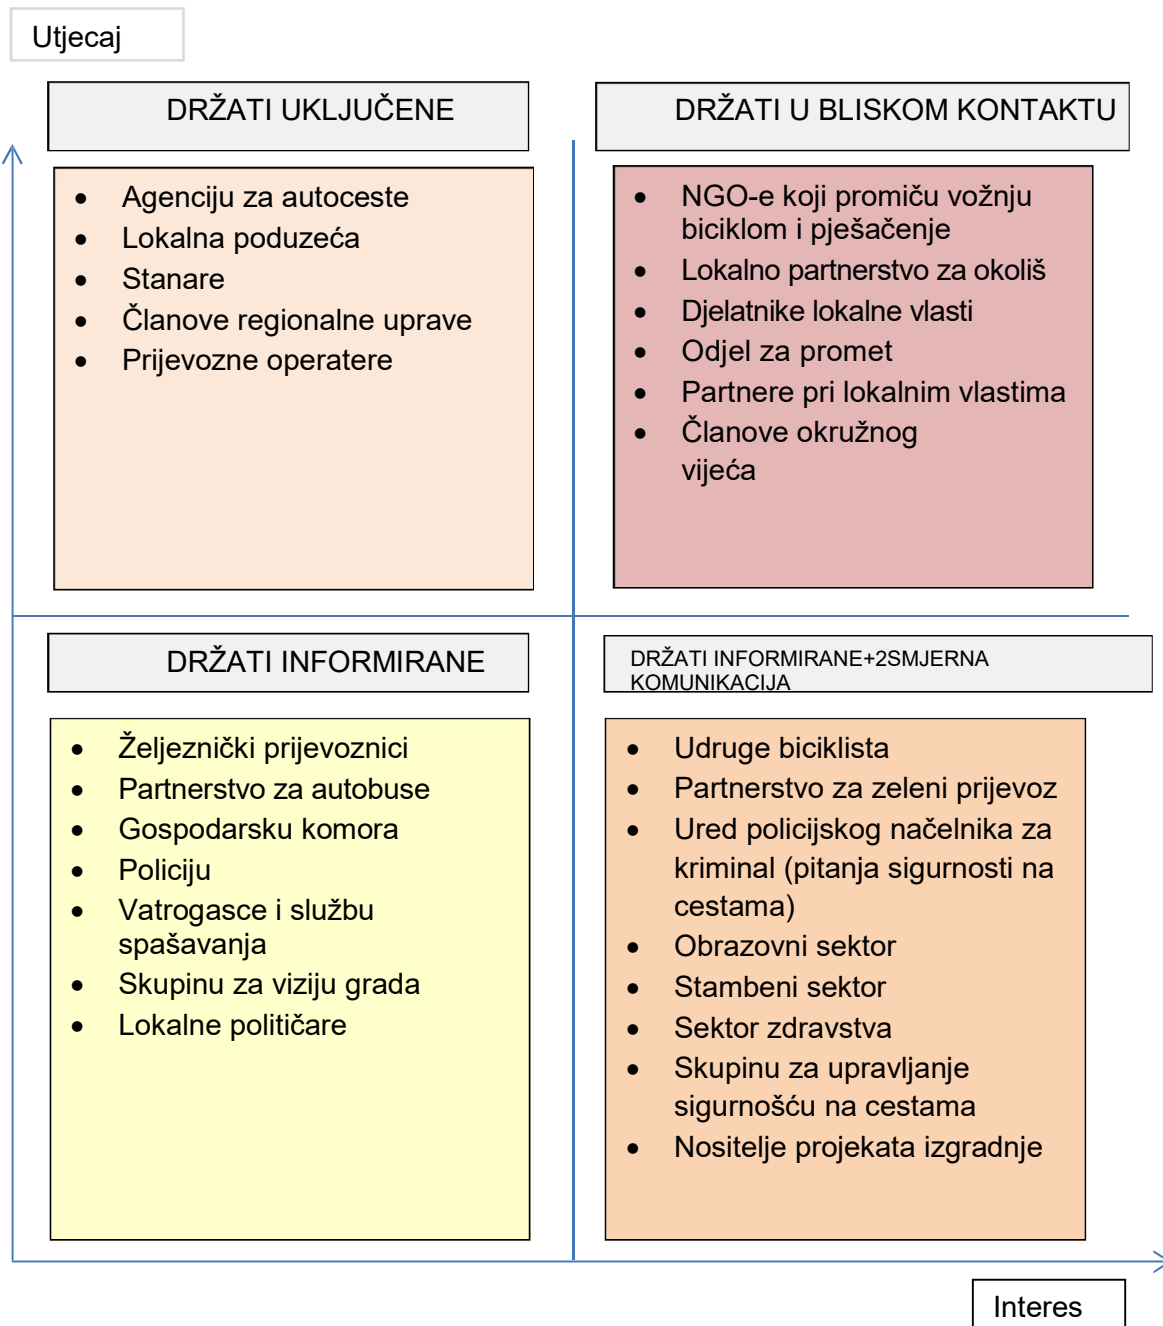 Utjecaj
DRŽATI UKLJUČENE
• Agenciju za autoceste
• Lokalna poduzeća
• Stanare
• Članove regionalne uprave
• Prijevozne operatere
DRŽATI U BLISKOM KONTAKTU
• NGO-e koji promiču vožnju
biciklom i pješačenje
• Lokalno partnerstvo za okoliš
• Djelatnike lokalne vlasti
• Odjel za promet
• Partnere pri lokalnim vlastima
• Članove okružnog
vijeća
DRŽATI INFORMIRANE
• Željeznički prijevoznici
• Partnerstvo za autobuse
• Gospodarsku komora
• Policiju
• Vatrogasce i službu
spašavanja
• Skupinu za viziju grada
• Lokalne političare
DRŽATI INFORMIRANE+2SMJERNA
KOMUNIKACIJA
• Udruge biciklista
• Partnerstvo za zeleni prijevoz
• Ured policijskog načelnika za
kriminal (pitanja sigurnosti na
cestama)
• Obrazovni sektor
• Stambeni sektor
• Sektor zdravstva
• Skupinu za upravljanje
sigurnošću na cestama
• Nositelje projekata izgradnje
Interes